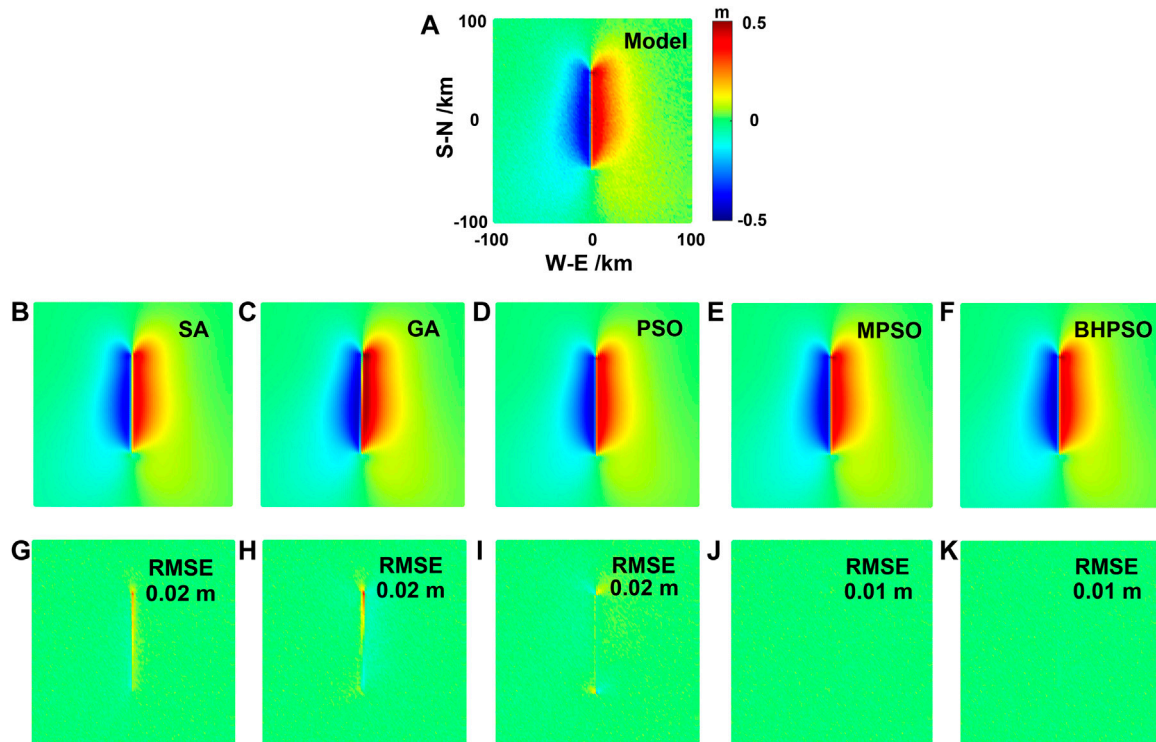 A
Model
m
0.5
0
-0.5
100
0
-100
S-N /km
-100
0
100
W-E /km
B
SA
C
GA
D
PSO
E
MPSO
F
BHPSO
G
RMSE
0.02 m
H
RMSE
0.02 m
I
RMSE
0.02 m
J
RMSE
0.01 m
K
RMSE
0.01 m